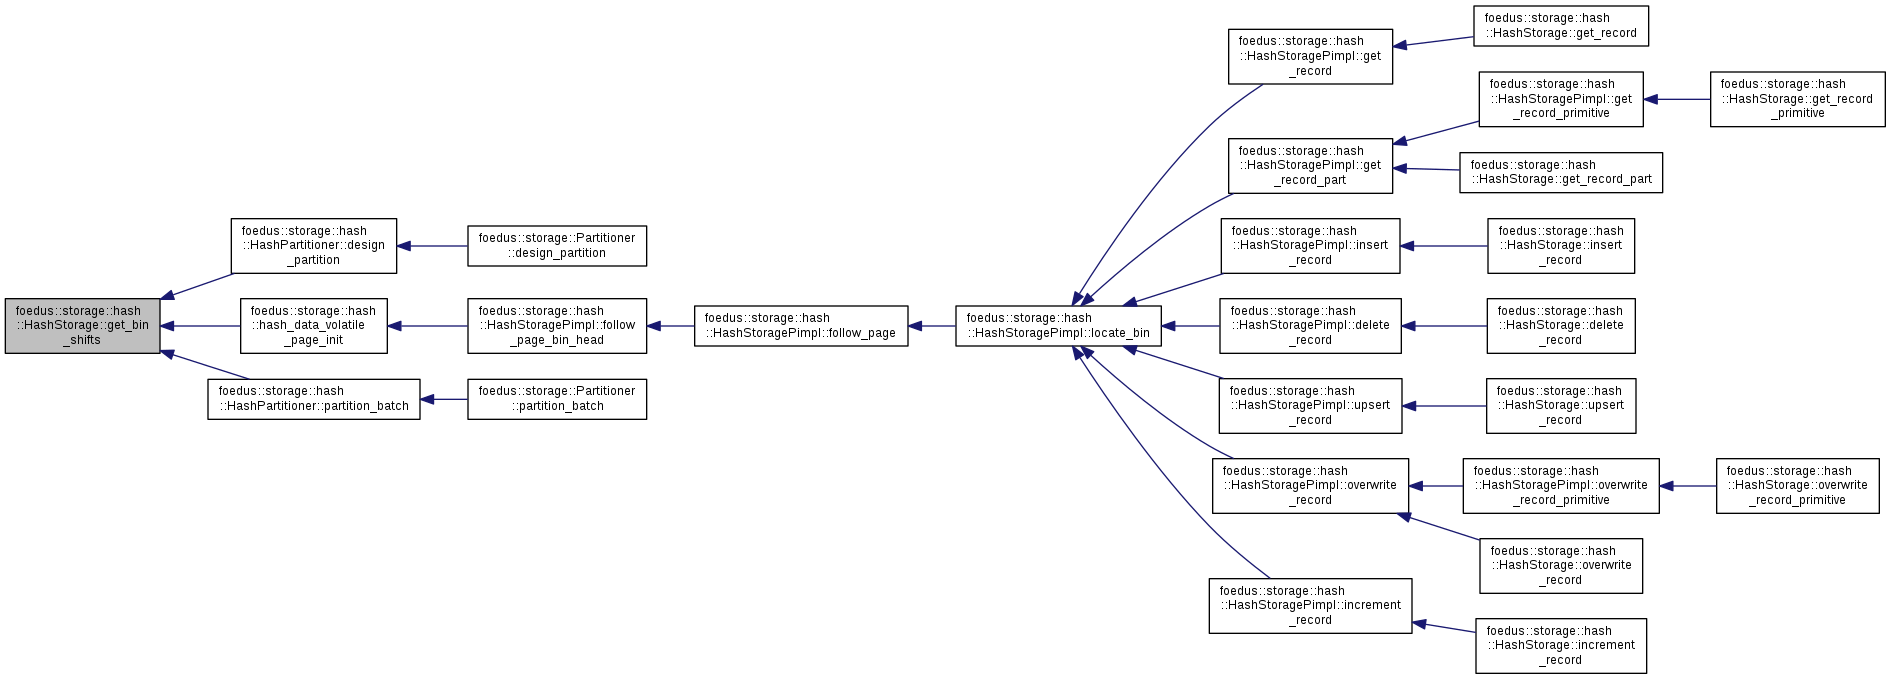 foedus::storage::hash
::HashStorage::get_bin
_shifts
foedus::storage::hash
::HashPartitioner::design
_partition
foedus::storage::Partitioner
::design_partition
foedus::storage::hash
::hash_data_volatile
_page_init
foedus::storage::hash
::HashStoragePimpl::follow
_page_bin_head
foedus::storage::hash
::HashStoragePimpl::follow_page
foedus::storage::hash
::HashStoragePimpl::locate_bin
foedus::storage::hash
::HashStoragePimpl::get
_record
foedus::storage::hash
::HashStorage::get_record
foedus::storage::hash
::HashStoragePimpl::get
_record_part
foedus::storage::hash
::HashStoragePimpl::get
_record_primitive
foedus::storage::hash
::HashStorage::get_record
_primitive
foedus::storage::hash
::HashStorage::get_record_part
foedus::storage::hash
::HashStoragePimpl::insert
_record
foedus::storage::hash
::HashStorage::insert
_record
foedus::storage::hash
::HashStoragePimpl::delete
_record
foedus::storage::hash
::HashStorage::delete
_record
foedus::storage::hash
::HashStoragePimpl::upsert
_record
foedus::storage::hash
::HashStorage::upsert
_record
foedus::storage::hash
::HashStoragePimpl::overwrite
_record
foedus::storage::hash
::HashStoragePimpl::overwrite
_record_primitive
foedus::storage::hash
::HashStorage::overwrite
_record_primitive
foedus::storage::hash
::HashStorage::overwrite
_record
foedus::storage::hash
::HashStoragePimpl::increment
_record
foedus::storage::hash
::HashStorage::increment
_record
foedus::storage::hash
::HashPartitioner::partition_batch
foedus::storage::Partitioner
::partition_batch